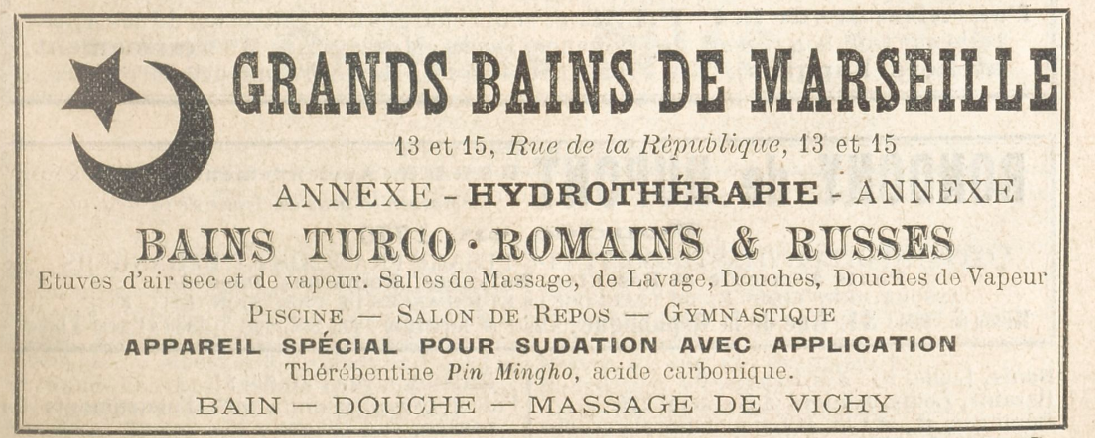 GRANDS BAINS DE MARSEILLE
13 et 15, Rue de la République, 13 et 15
ANNEXE - HYDROTHÉRAPIE - ANNEXE
BAINS TURCO · ROMAINS & RUSSES
Etuves d'air sec et de vapeur. Salles de Massage, de Lavage, Douches, Douches de Vapeur
PISCINE — SALON DE REPOS — GYMNASTIQUE
APPAREIL SPÉCIAL POUR SUDATION AVEC APPLICATION
Thérébentine Pin Mingho, acide carbonique.
BAIN — DOUCHE — MASSAGE DE VICHY